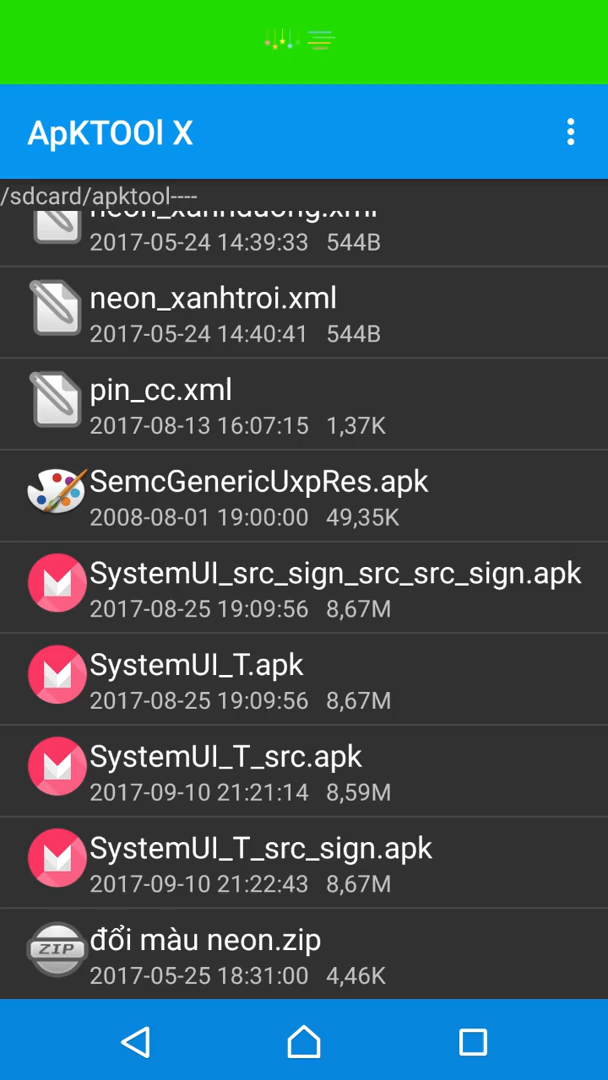 ApKTOOl X
/sdcard/apktool----
neon_xanhduong.xml
2017-05-24 14:39:33 544B
neon_xanhtroi.xml
2017-05-24 14:40:41 544B
pin_cc.xml
2017-08-13 16:07:15 1,37K
SemcGenericUxpRes.apk
2008-08-01 19:00:00 49,35K
SystemUI_src_sign_src_src_sign.apk
2017-08-25 19:09:56 8,67M
SystemUI_T.apk
2017-08-25 19:09:56 8,67M
SystemUI_T_src.apk
2017-09-10 21:21:14 8,59M
SystemUI_T_src_sign.apk
2017-09-10 21:22:43 8,67M
ZIP
đổi màu neon.zip
2017-05-25 18:31:00 4,46K